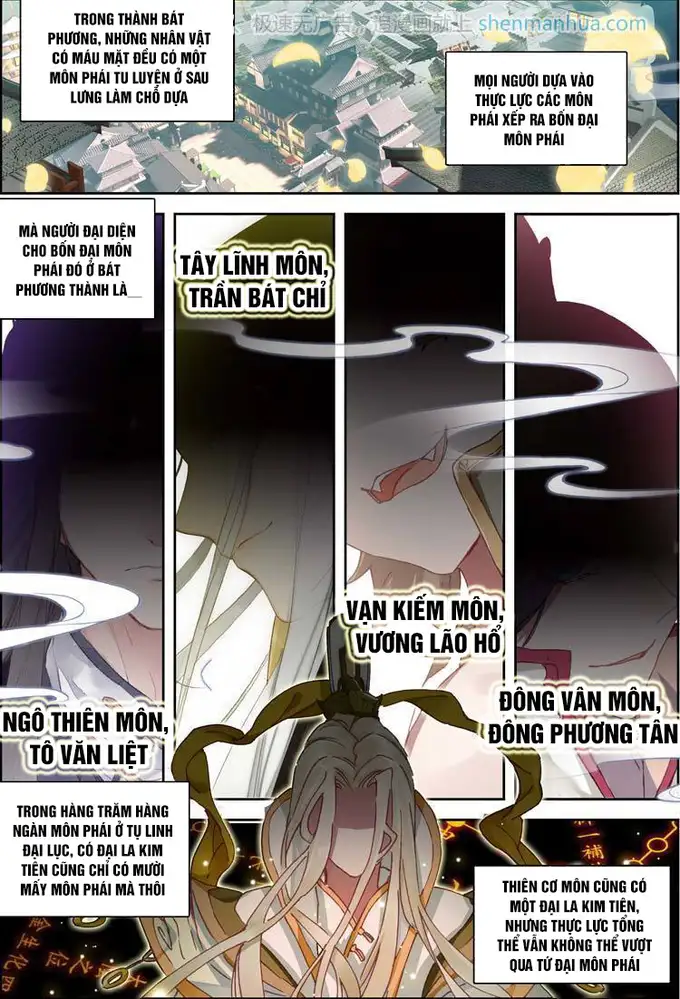 TRONG THÀNH BÁT
PHƯƠNG, NHỮNG NHÂN VẬT
CÓ MÁU MẶT ĐỀU CÓ MỘT
MÔN PHÁI TU LUYỆN Ở SAU
LƯNG LÀM CHỖ DỰA
极速无广告，追漫画就上 shenmanhua.com
MỌI NGƯỜI DỰA VÀO
THỰC LỰC CÁC MÔN
PHÁI XẾP RA BỐN ĐẠI
MÔN PHÁI
MÀ NGƯỜI ĐẠI DIỆN
CHO BỐN ĐẠI MÔN
PHÁI ĐÓ Ở BÁT
PHƯƠNG THÀNH LÀ__
TÂY LĨNH MÔN,
TRẦN BÁT CHỈ
VẠN KIẾM MÔN,
VƯƠNG LÃO HỔ
NGÔ THIÊN MÔN,
TÔ VĂN LIỆT
ĐÔNG VÂN MÔN,
ĐÔNG PHƯƠNG TÂN
TRONG HÀNG TRĂM HÀNG
NGÀN MÔN PHÁI Ở TỤ LINH
ĐẠI LỤC, CÓ ĐẠI LA KIM
TIÊN CŨNG CHỈ CÓ MƯỜI
MẤY MÔN PHÁI MÀ THÔI
THIÊN CƠ MÔN CŨNG CÓ
MỘT ĐẠI LA KIM TIÊN,
NHƯNG THỰC LỰC TỔNG
THỂ VẪN KHÔNG THỂ VƯỢT
QUA TỨ ĐẠI MÔN PHÁI